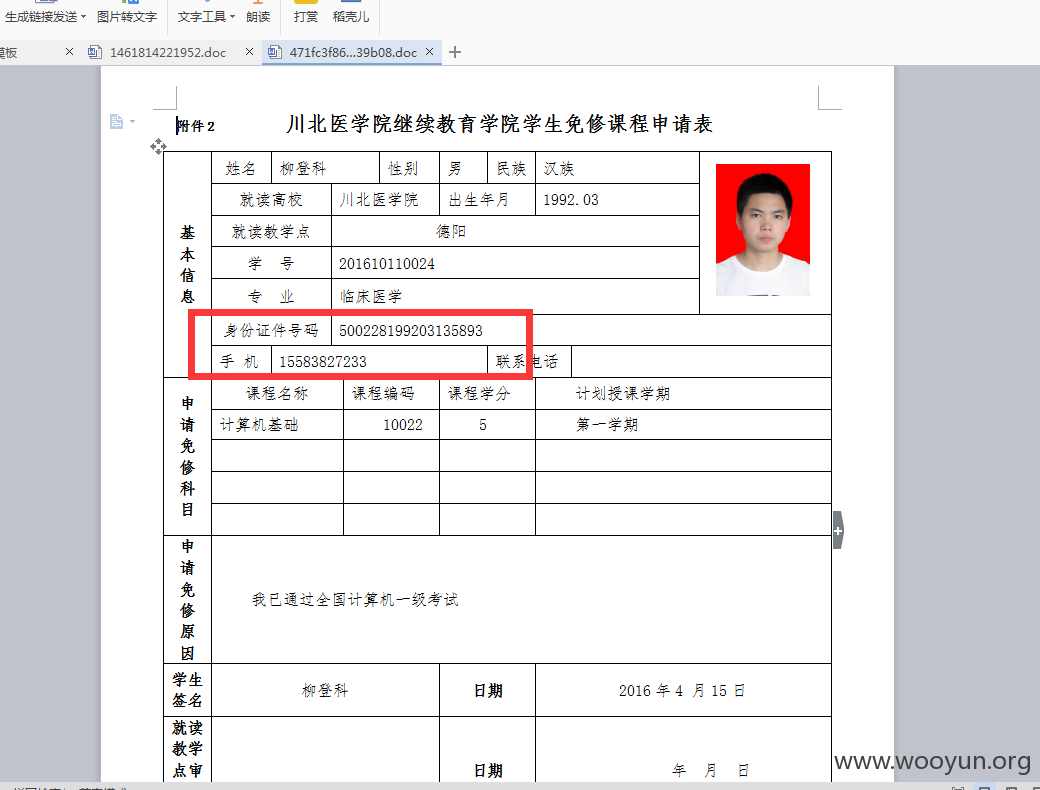 生成链接发送 图片转文字 文字工具 朗读 打赏 稻壳儿
模板 1461814221952.doc 471fc3f86...39b08.doc
附件2 川北医学院继续教育学院学生免修课程申请表
基本信息
姓名 柳登科 性别 男 民族 汉族
就读高校 川北医学院 出生年月 1992.03
就读教学点 德阳
学 号 201610110024
专 业 临床医学
身份证件号码 500228199203135893
手 机 15583827233 联系电话
申请免修科目
课程名称 课程编码 课程学分 计划授课学期
计算机基础 10022 5 第一学期
申请免修原因
我已通过全国计算机一级考试
学生签名 柳登科 日期 2016 年 4 月 15 日
就读教学点审 日期 年 月 日
www.wooyun.org